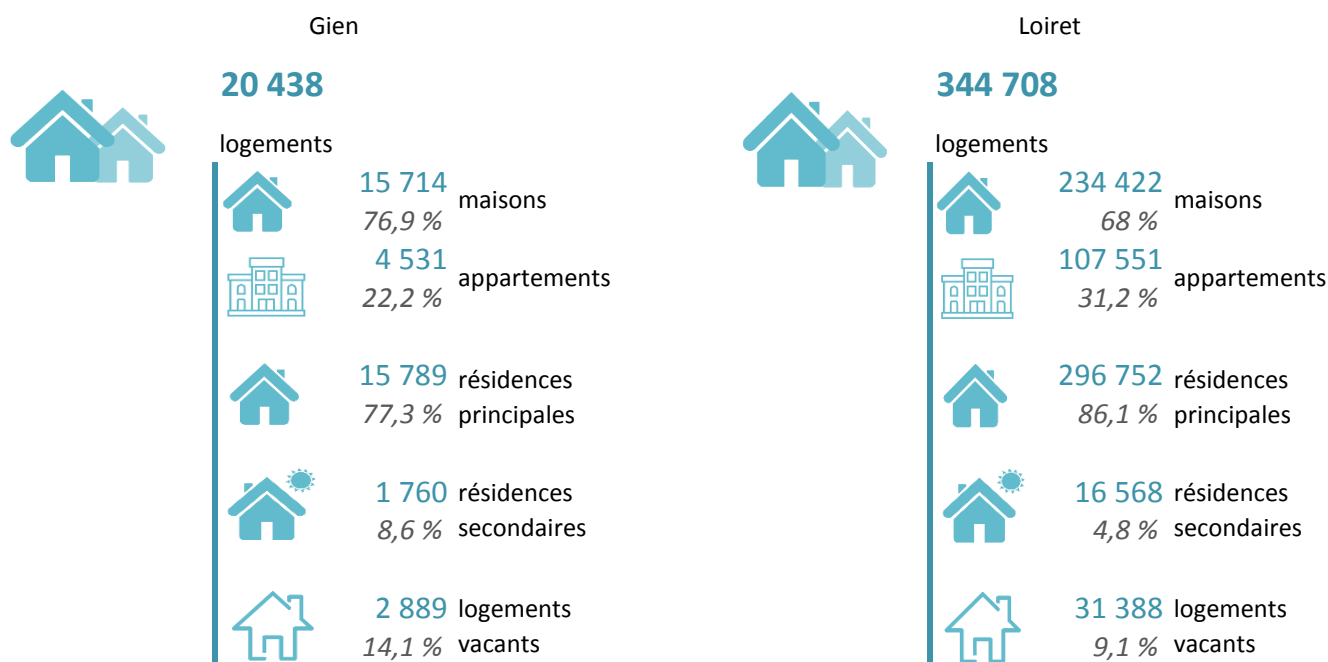 Gien
20 438
logements
15 714
76,9 %
maisons
4 531
22,2 %
appartements
15 789
77,3 %
résidences
principales
1 760
8,6 %
résidences
secondaires
2 889
14,1 %
logements
vacants
Loiret
344 708
logements
234 422
68 %
maisons
107 551
31,2 %
appartements
296 752
86,1 %
résidences
principales
16 568
4,8 %
résidences
secondaires
31 388
9,1 %
logements
vacants